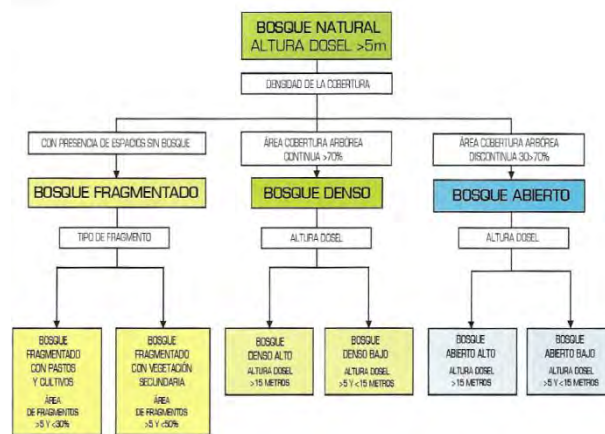 BOSQUE NATURAL
ALTURA DOSEL >5m
DENSIDAD DE LA COBERTURA
CON PRESENCIA DE ESPACIOS SIN BOSQUE
ÁREA COBERTURA ARBÓREA
CONTINUA >70%
ÁREA COBERTURA ARBÓREA
DISCONTINUA 30>70%
BOSQUE FRAGMENTADO
BOSQUE DENSO
BOSQUE ABIERTO
TIPO DE FRAGMENTO
ALTURA DOSEL
ALTURA DOSEL
BOSQUE
FRAGMENTADO
CON PASTOS
Y CULTIVOS
ÁREA
DE FRAGMENTOS
>5 Y <30%
BOSQUE
FRAGMENTADO
CON VEGETACIÓN
SECUNDARIA
ÁREA
DE FRAGMENTOS
>5 Y <50%
BOSQUE
DENSO ALTO
ALTURA DOSEL
>15 METROS
BOSQUE
DENSO BAJO
ALTURA DOSEL
>5 Y <15 METROS
BOSQUE
ABIERTO ALTO
ALTURA DOSEL
>15 METROS
BOSQUE
ABIERTO BAJO
ALTURA DOSEL
>5 Y <15 METROS